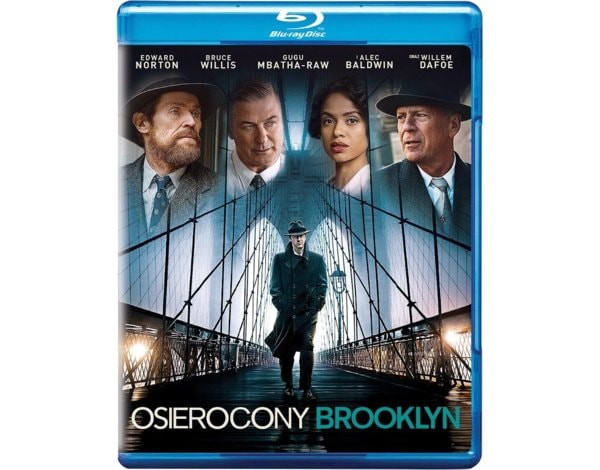 Blu-ray Disc
EDWARD NORTON
BRUCE WILLIS
GUGU MBATHA-RAW
I ALEC BALDWIN
ORAZ WILLEM DAFOE
OSIEROCONY BROOKLYN